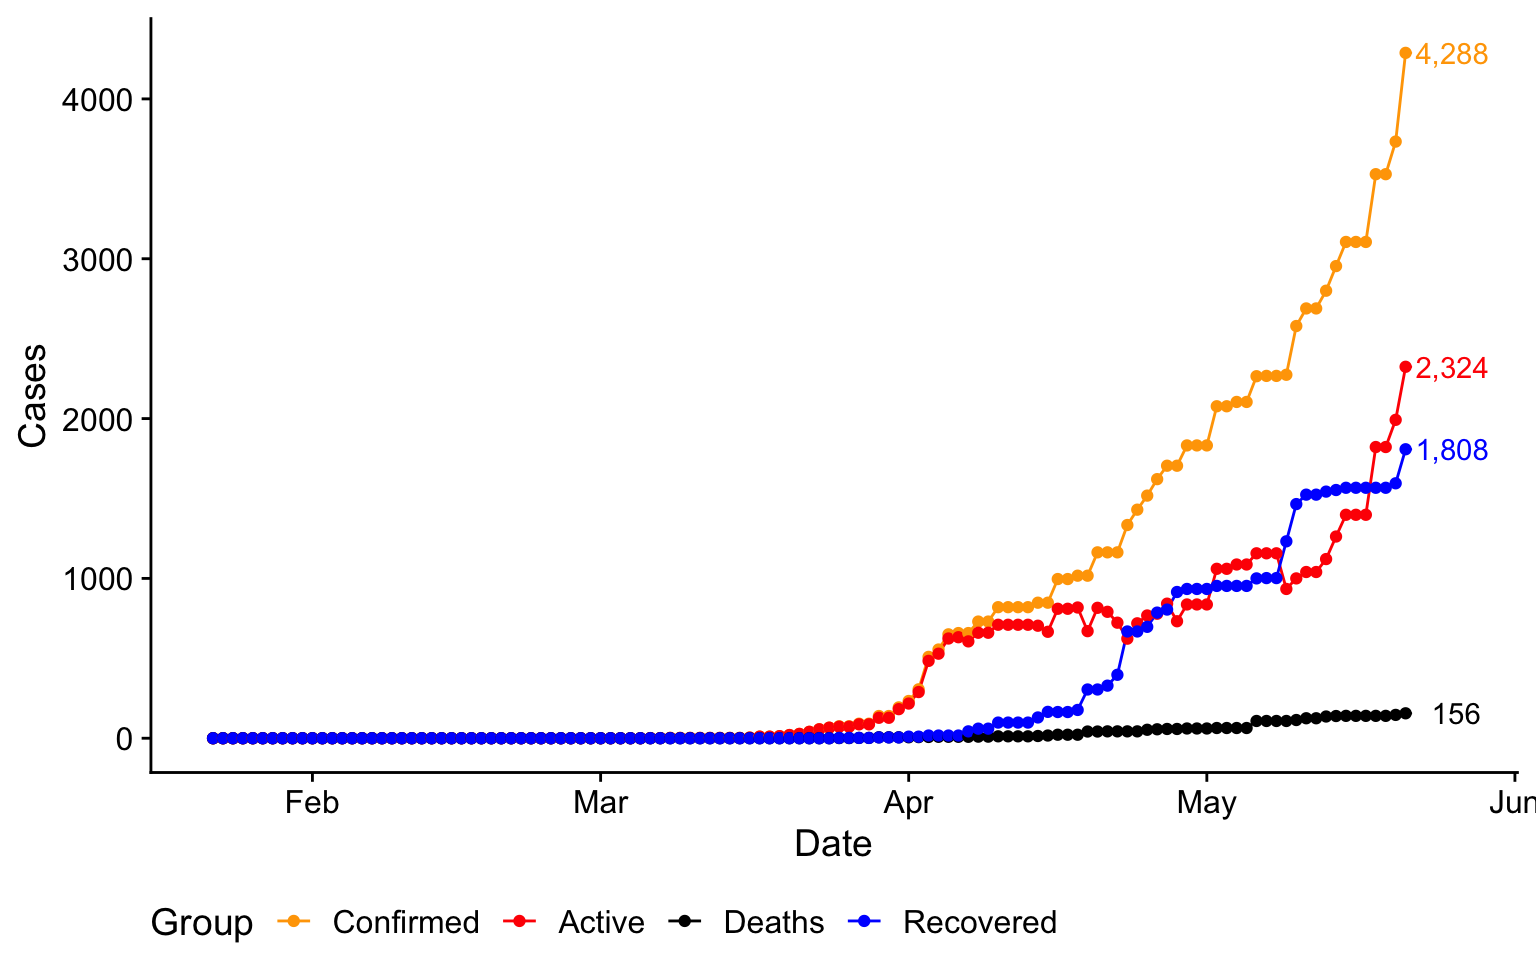 4,288
4000
3000
Cases
2,324
2000
1,808
1000
156
0
Feb Mar Apr May Jun
Date
Group Confirmed Active Deaths Recovered